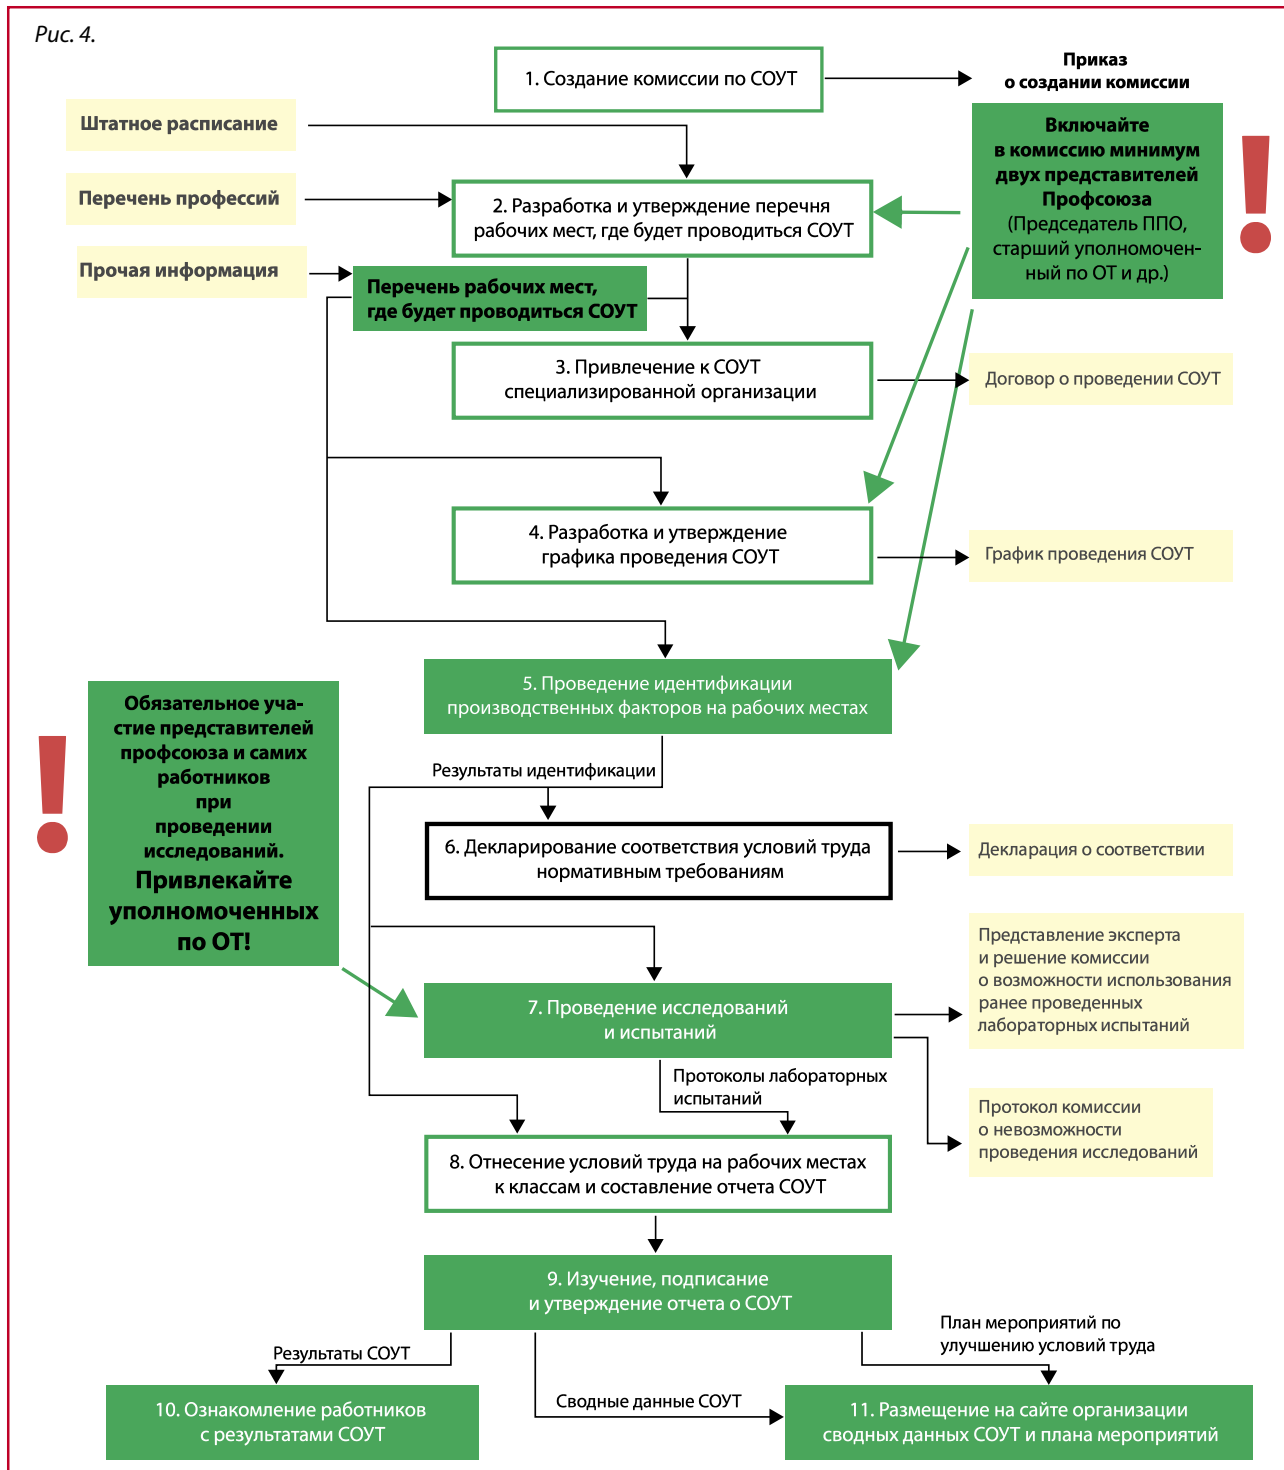 Рис. 4.
1. Создание комиссии по СОУТ
Приказ
о создании комиссии
Штатное расписание
Перечень профессий
Прочая информация
Включайте
в комиссию минимум
двух представителей
Профсоюза
(Председатель ППО,
старший уполномочен-
ный по ОТ и др.)
2. Разработка и утверждение перечня
рабочих мест, где будет проводиться СОУТ
Перечень рабочих мест,
где будет проводиться СОУТ
3. Привлечение к СОУТ
специализированной организации
Договор о проведении СОУТ
4. Разработка и утверждение
графика проведения СОУТ
График проведения СОУТ
5. Проведение идентификации
производственных факторов на рабочих местах
Обязательное уча-
стие представителей
профсоюза и самих
работников
при
проведении
исследований.
Привлекайте
уполномоченных
по ОТ!
Результаты идентификации
6. Декларирование соответствия условий труда
нормативным требованиям
Декларация о соответствии
7. Проведение исследований
и испытаний
Представление эксперта
и решение комиссии
о возможности использования
ранее проведенных
лабораторных испытаний
Протоколы лабораторных
испытаний
Протокол комиссии
о невозможности
проведения исследований
8. Отнесение условий труда на рабочих местах
к классам и составление отчета СОУТ
9. Изучение, подписание
и утверждение отчета о СОУТ
Результаты СОУТ
План мероприятий по
улучшению условий труда
Сводные данные СОУТ
10. Ознакомление работников
с результатами СОУТ
11. Размещение на сайте организации
сводных данных СОУТ и плана мероприятий